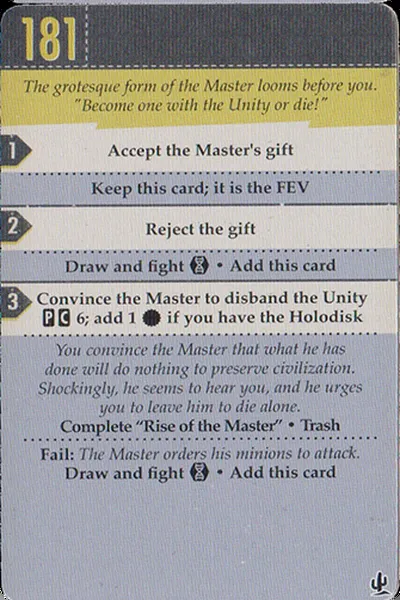 181
The grotesque form of the Master looms before you.
"Become one with the Unity or die!"
1
Accept the Master's gift
Keep this card; it is the FEV
2
Reject the gift
Draw and fight • Add this card
3
Convince the Master to disband the Unity
P C 6; add 1 if you have the Holodisk
You convince the Master that what he has
done will do nothing to preserve civilization.
Shockingly, he seems to hear you, and he urges
you to leave him to die alone.
Complete “Rise of the Master” • Trash
Fail: The Master orders his minions to attack.
Draw and fight • Add this card